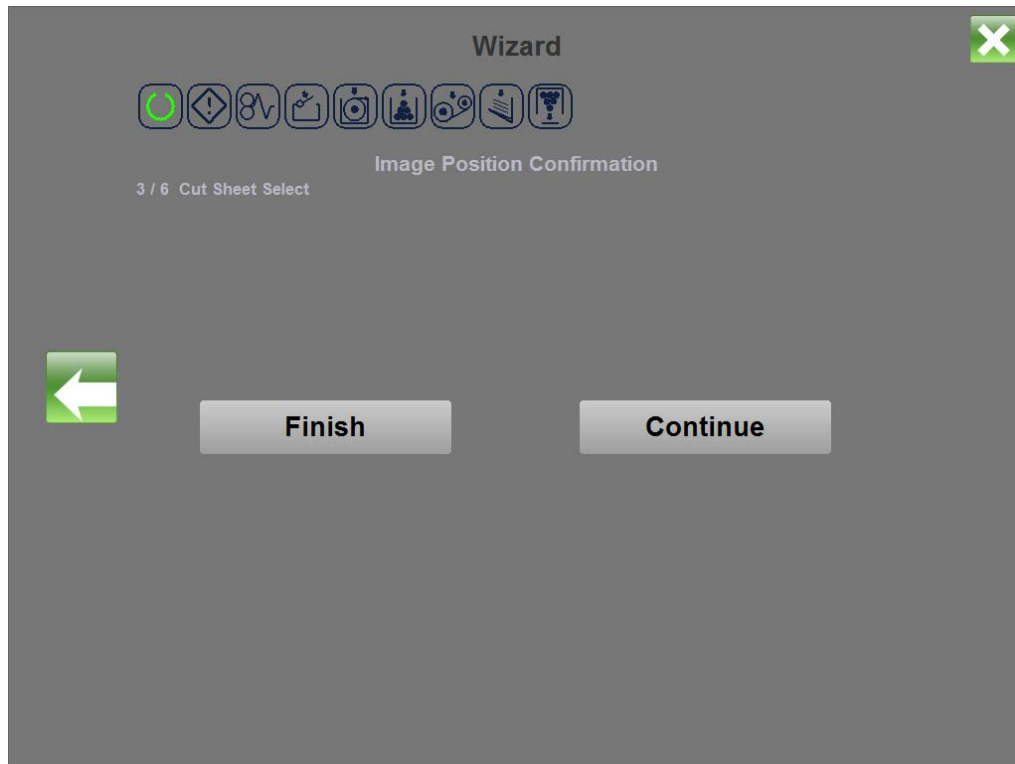 Wizard
Image Position Confirmation
3 / 6 Cut Sheet Select
Finish
Continue